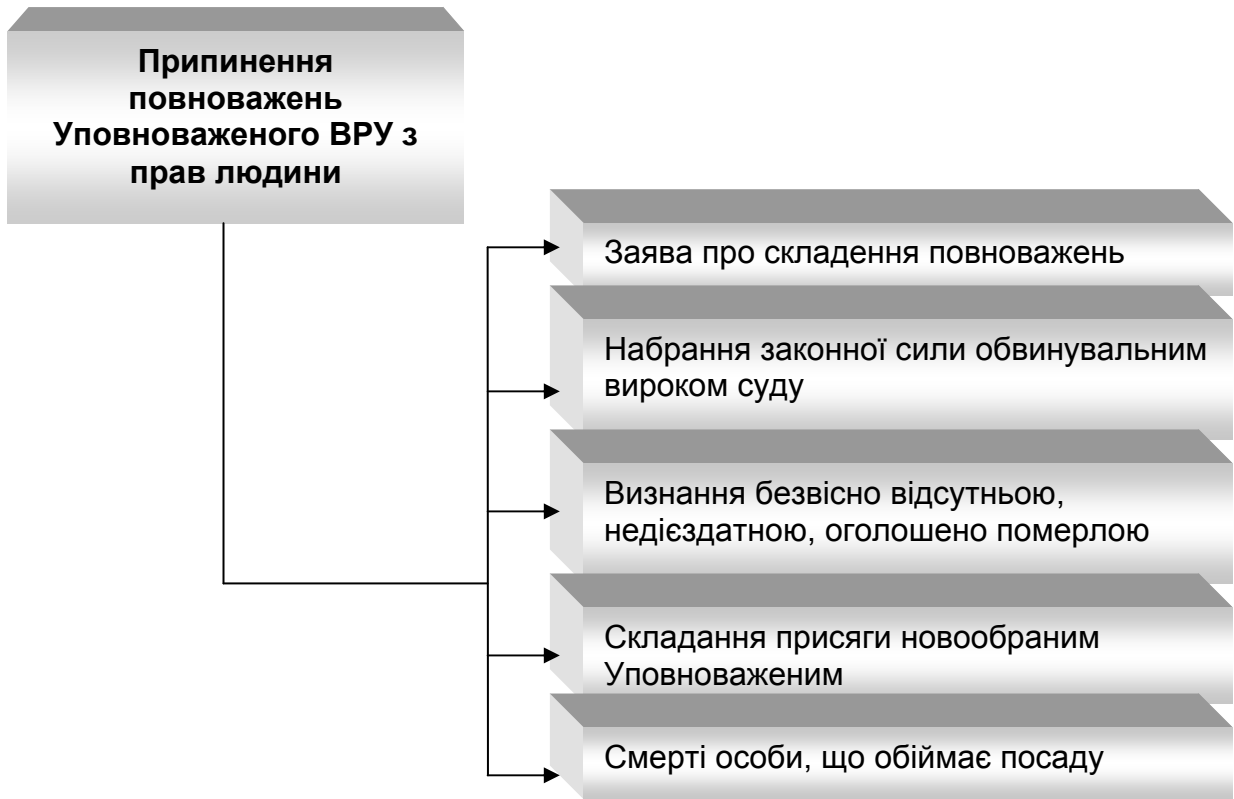 Припинення
повноважень
Уповноваженого ВРУ з
прав людини
Заява про складення повноважень
Набрання законної сили обвинувальним
вироком суду
Визнання безвісно відсутньою,
недієздатною, оголошено померлою
Складання присяги новообраним
Уповноваженим
Смерті особи, що обіймає посаду